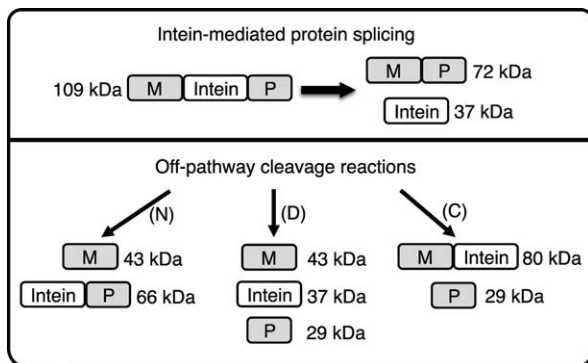 Intein-mediated protein splicing
109 kDa M Intein P
M P 72 kDa
Intein 37 kDa
Off-pathway cleavage reactions
(N) (D) (C)
M 43 kDa M 43 kDa M Intein 80 kDa
Intein P 66 kDa Intein 37 kDa P 29 kDa
P 29 kDa